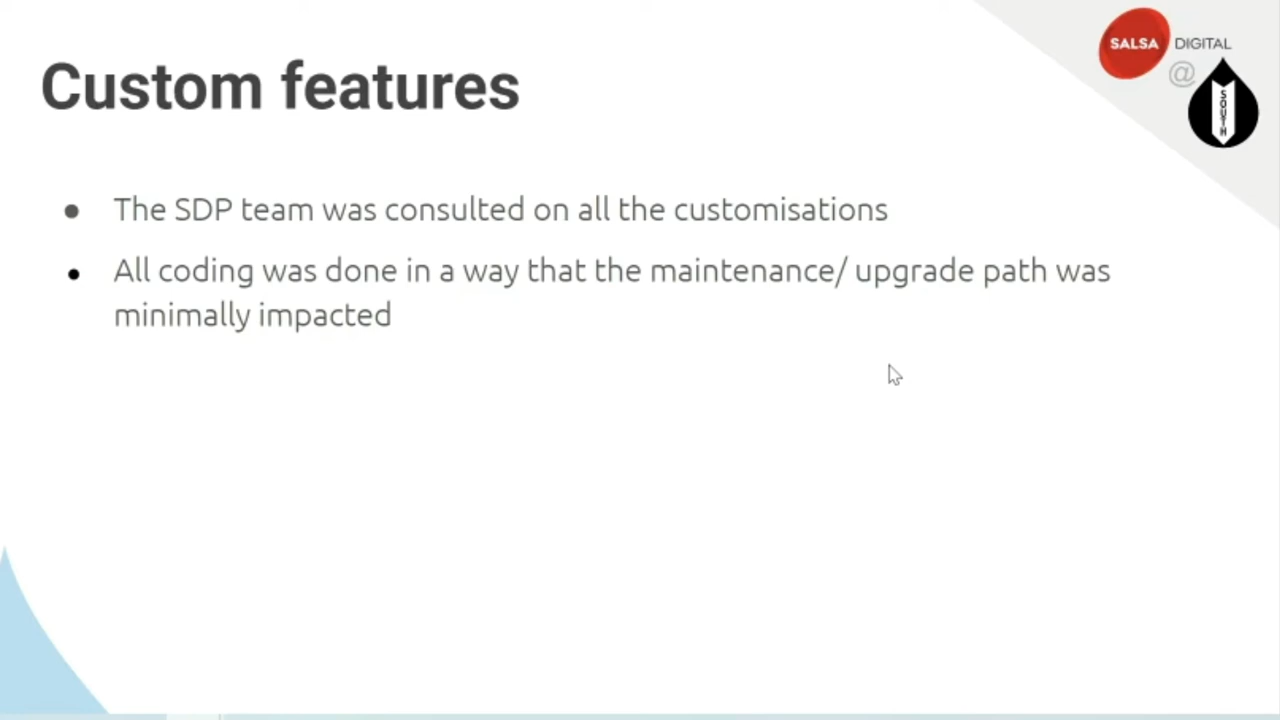 Custom features
SALSA DIGITAL
@
SOUTH
● The SDP team was consulted on all the customisations
● All coding was done in a way that the maintenance/ upgrade path was
minimally impacted